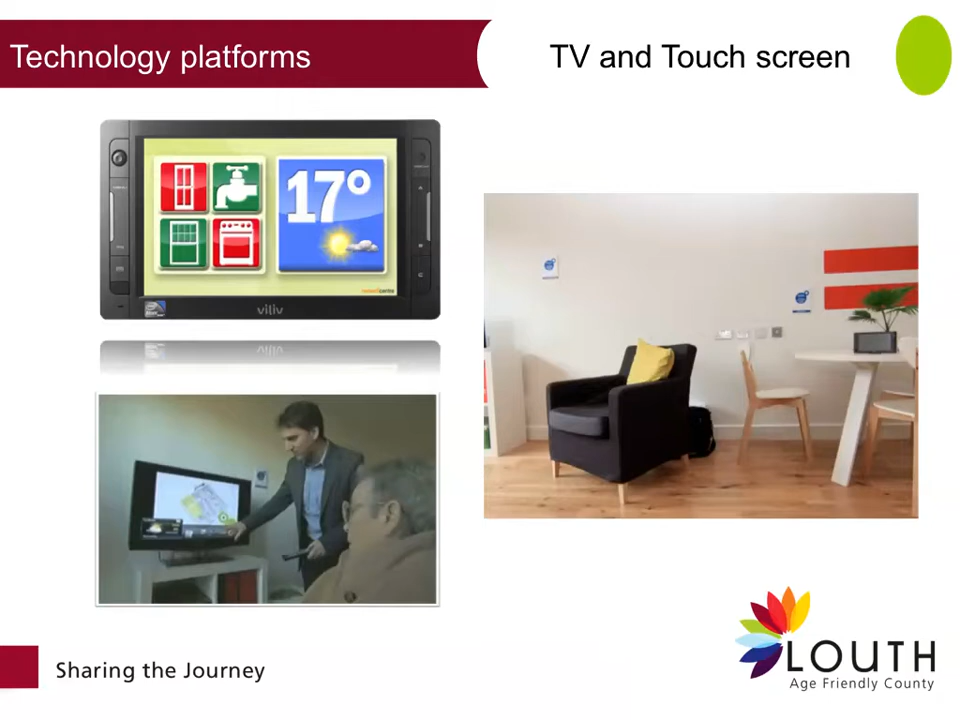 Technology platforms
TV and Touch screen
17°
viliv
Sharing the Journey
LOUTH
Age Friendly County